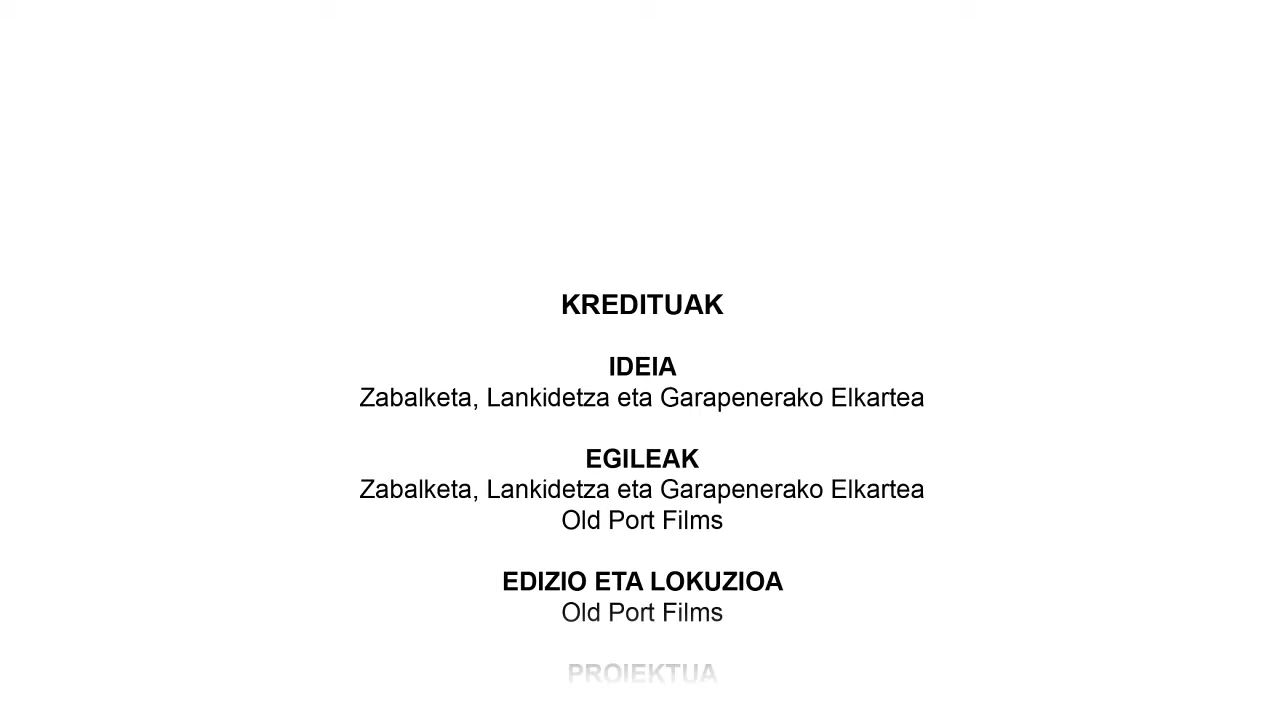 KREDITUAK
IDEIA
Zabalketa, Lankidetza eta Garapenerako Elkartea
EGILEAK
Zabalketa, Lankidetza eta Garapenerako Elkartea
Old Port Films
EDIZIO ETA LOKUZIOA
Old Port Films
PROIEKTUA